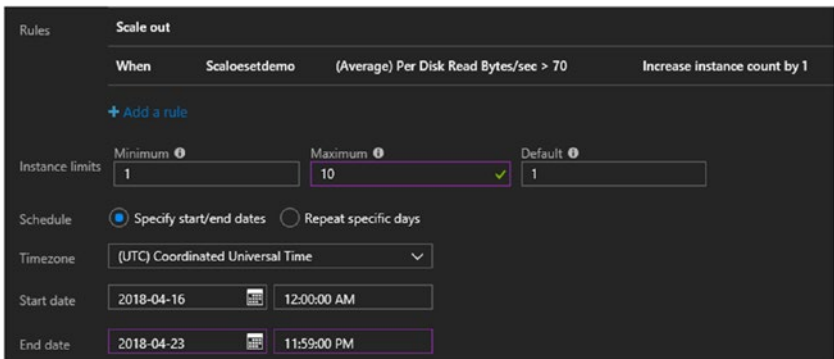 Rules Scale out
When Scaloesetdemo (Average) Per Disk Read Bytes/sec > 70 Increase instance count by 1
+ Add a rule
Minimum Maximum Default
Instance limits 1 10 1
Schedule Specify start/end dates Repeat specific days
Timezone (UTC) Coordinated Universal Time
Start date 2018-04-16 12:00:00 AM
End date 2018-04-23 11:59:00 PM